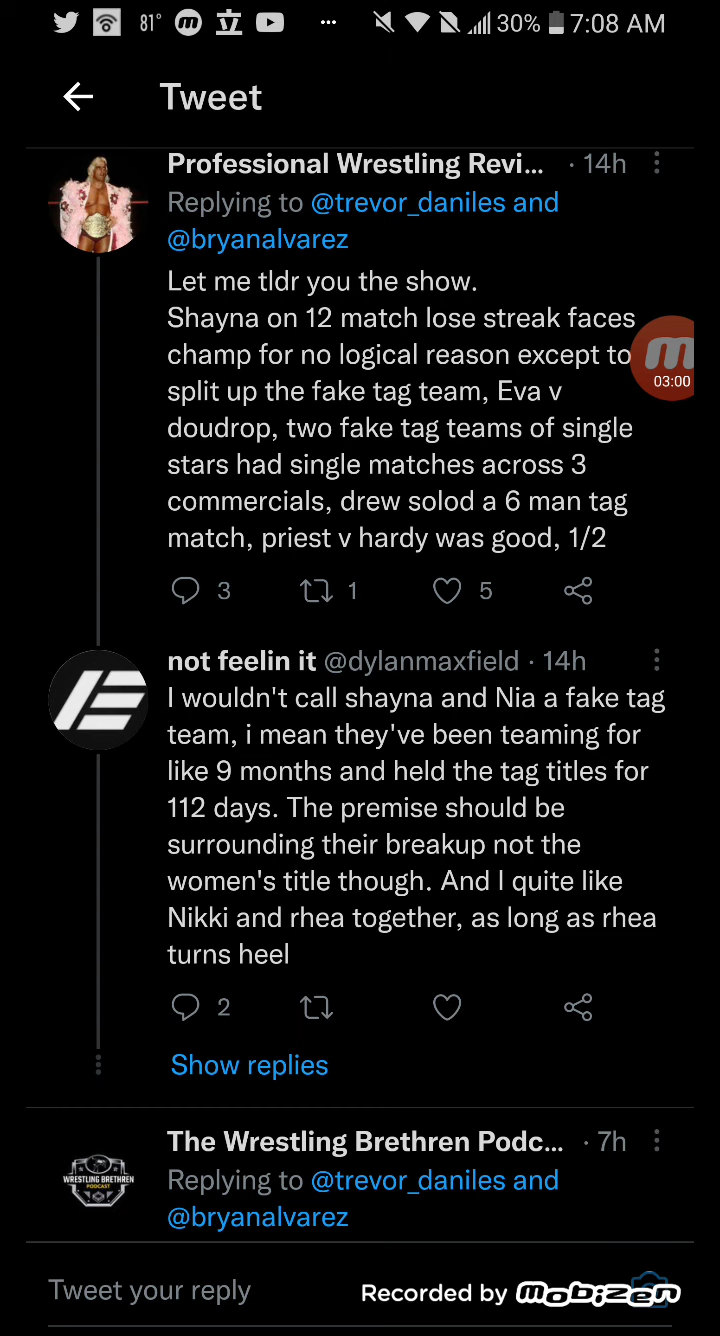 81° m 立 30% 7:08 AM
Tweet
Professional Wrestling Revi... · 14h
Replying to @trevor_daniles and
@bryanalvarez
Let me tldr you the show.
Shayna on 12 match lose streak faces
champ for no logical reason except to
split up the fake tag team, Eva v
doudrop, two fake tag teams of single
stars had single matches across 3
commercials, drew solod a 6 man tag
match, priest v hardy was good, 1/2
m
03:00
3 1 5
not feelin it @dylanmaxfield · 14h
I wouldn't call shayna and Nia a fake tag
team, i mean they've been teaming for
like 9 months and held the tag titles for
112 days. The premise should be
surrounding their breakup not the
women's title though. And I quite like
Nikki and rhea together, as long as rhea
turns heel
2
Show replies
The Wrestling Brethren Podc... · 7h
WRESTLING BRETHREN
PODCAST
Replying to @trevor_daniles and
@bryanalvarez
Tweet your reply
Recorded by mobizen